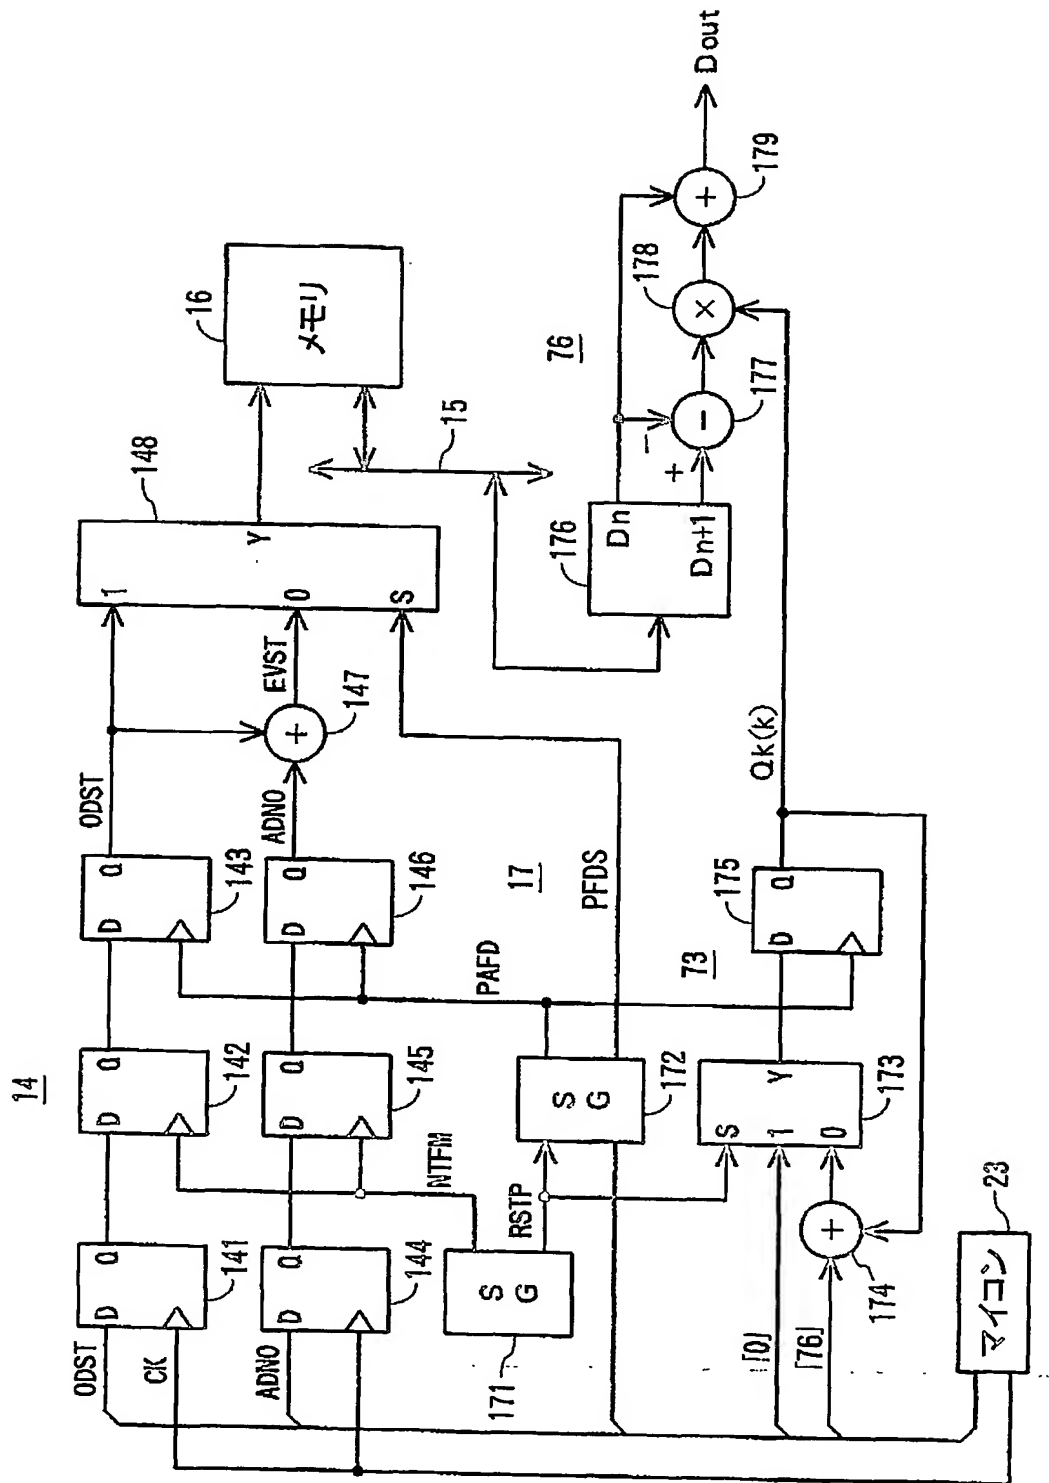 14
ODST
CK
ADNO
D
Q
141
D
Q
142
D
Q
143
ODST
D
Q
144
D
Q
145
D
Q
146
ADNO
147
EVST
1
0
S
Y
148
メモリ
16
15
NTFM
S G
171
RSTP
S G
172
PAFD
PFDS
17
73
S
1
0
Y
173
「0」
「76」
+
174
D
Q
175
Qk(k)
+
マイコン
23
76
Dn
Dn+1
176
-
+
-
177
×
178
+
179
Dout